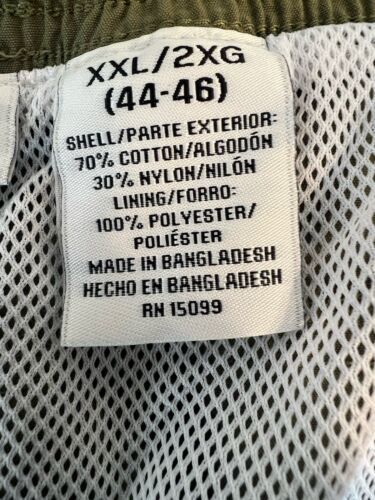 XXL/2XG
(44-46)
SHELL/PARTE EXTERIOR:
70% COTTON/ALGODÓN
30% NYLON/NILÓN
LINING/FORRO:
100% POLYESTER/
POLIÉSTER
MADE IN BANGLADESH
HECHO EN BANGLADESH
RN 15099